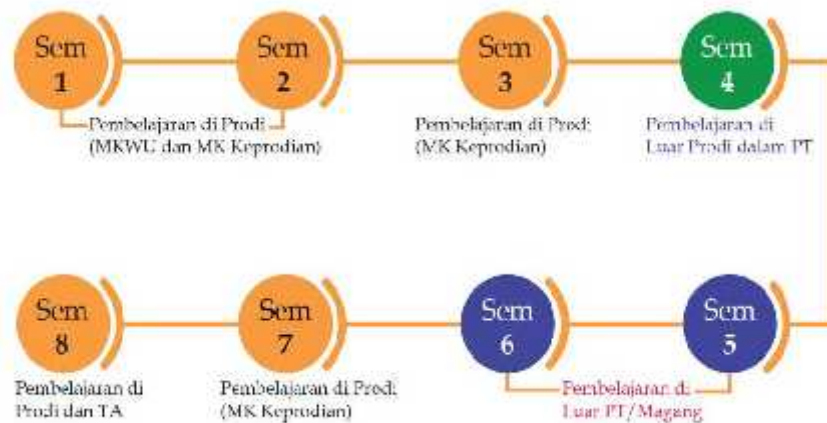 Sem
1
Sem
2
Sem
3
Sem
4
Pembelajaran di Prodi
(MKWU dan MK Keprodian)
Pembelajaran di Prodi
(MK Keprodian)
Pembelajaran di
Luar Prodi dalam PT
Sem
8
Sem
7
Sem
6
Sem
5
Pembelajaran di
Prodi dan TA
Pembelajaran di Prodi
(MK Keprodian)
Pembelajaran di
Luar PT/Magang